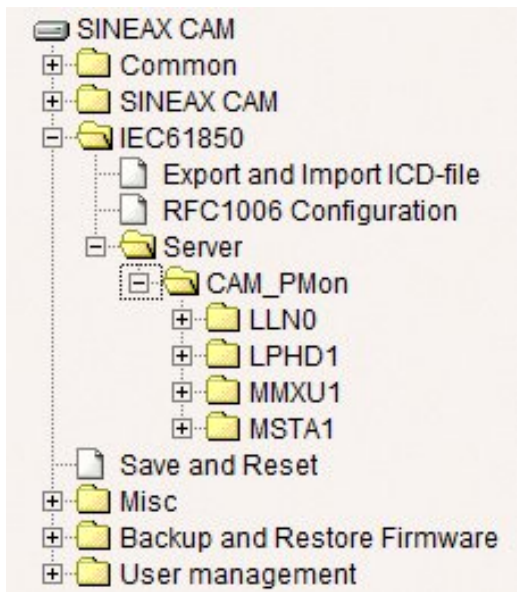 SINEAX CAM
Common
SINEAX CAM
IEC61850
Export and Import ICD-file
RFC1006 Configuration
Server
CAM_PMon
LLN0
LPHD1
MMXU1
MSTA1
Save and Reset
Misc
Backup and Restore Firmware
User management